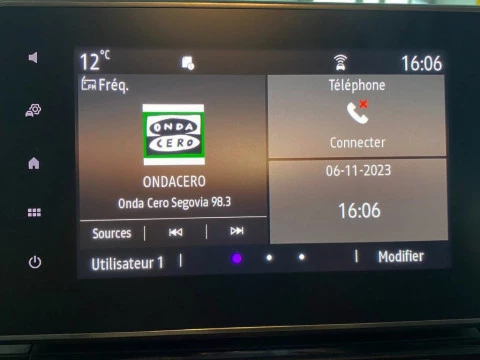 12°C
16:06
FM Fréq.
Téléphone
ONDA
CERO
Connecter
ONDACERO
06-11-2023
Onda Cero Segovia 98.3
16:06
Sources
Utilisateur 1
Modifier